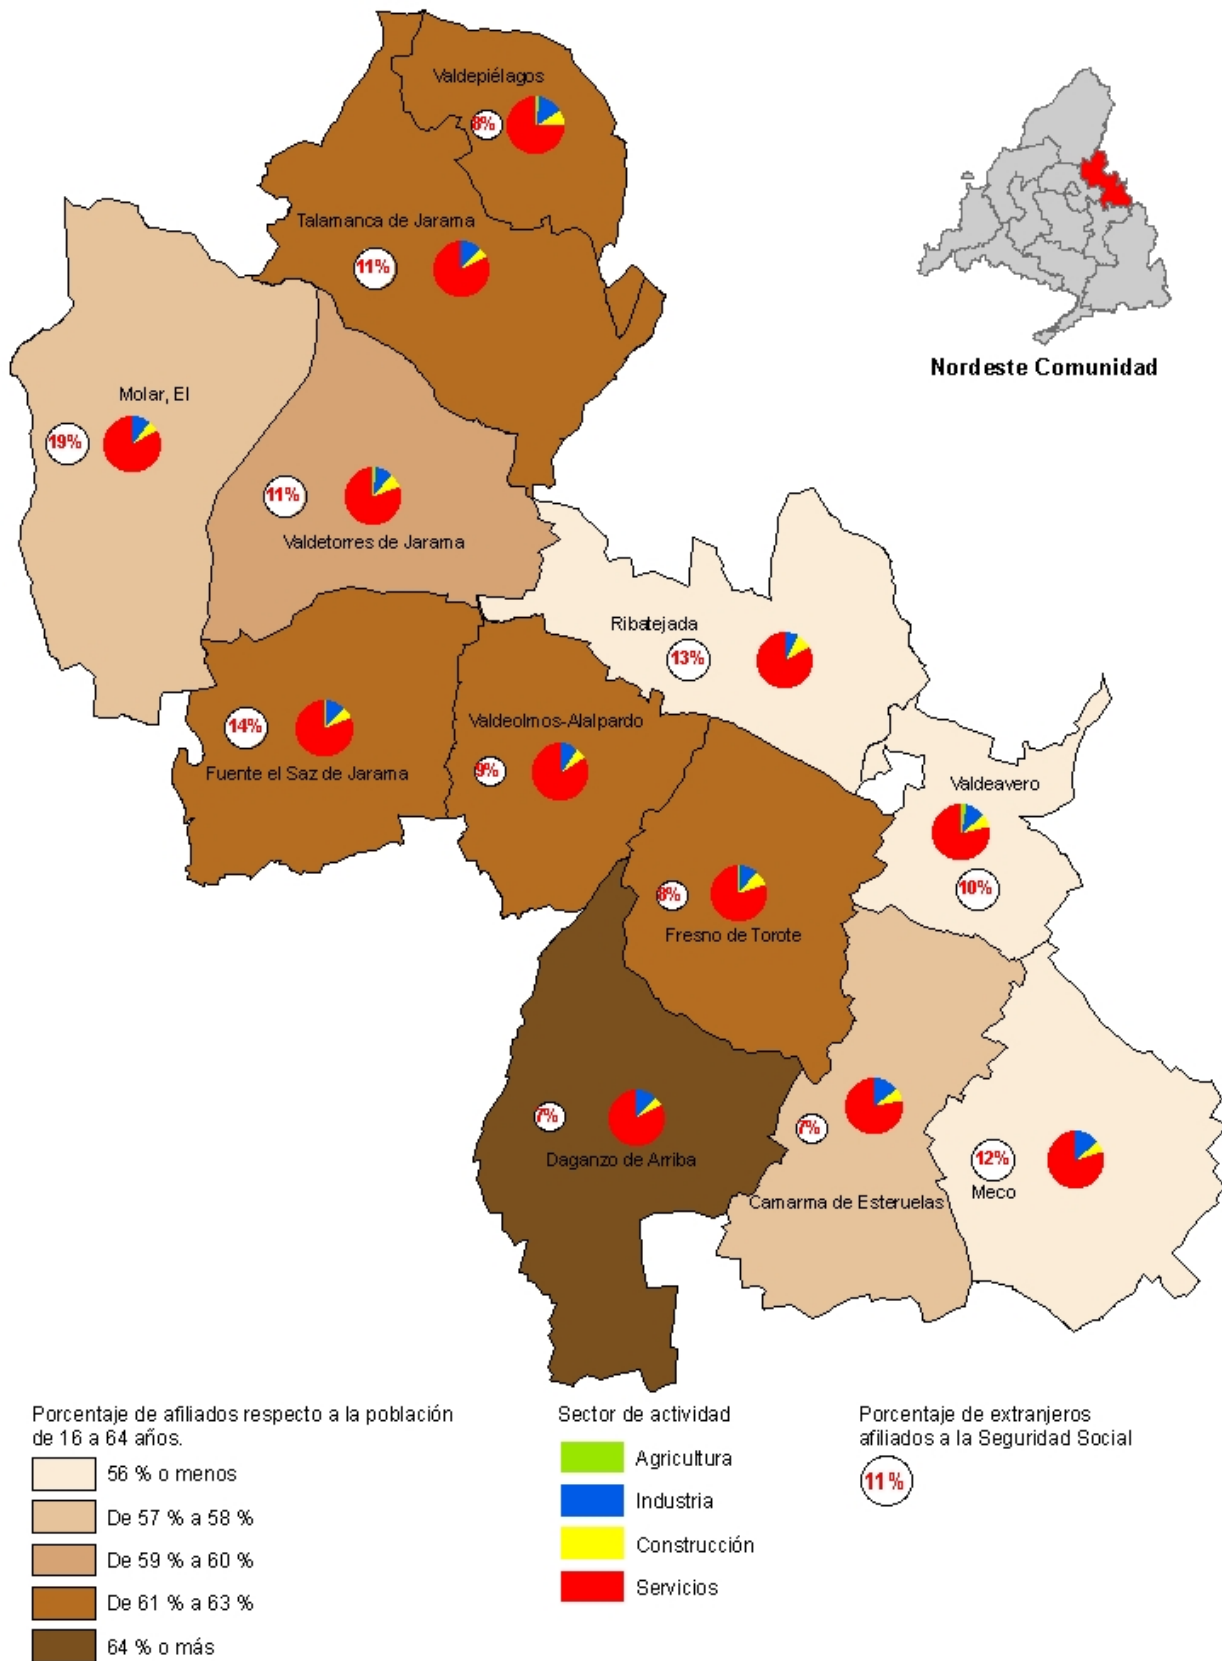 Valdepiélagos
8%
Talamanca de Jarama
11%
Nordeste Comunidad
Molar, El
19%
11%
Valdetorres de Jarama
Ribatejada
13%
14%
Fuente el Saz de Jarama
Valdeolmos-Alalpardo
9%
Valdeavero
10%
8%
Fresno de Torote
7%
Daganzo de Arriba
7%
Camarma de Esteruelas
12%
Meco
Porcentaje de afiliados respecto a la población
de 16 a 64 años.
56 % o menos
De 57 % a 58 %
De 59 % a 60 %
De 61 % a 63 %
64 % o más
Sector de actividad
Agricultura
Industria
Construcción
Servicios
Porcentaje de extranjeros
afiliados a la Seguridad Social
11%